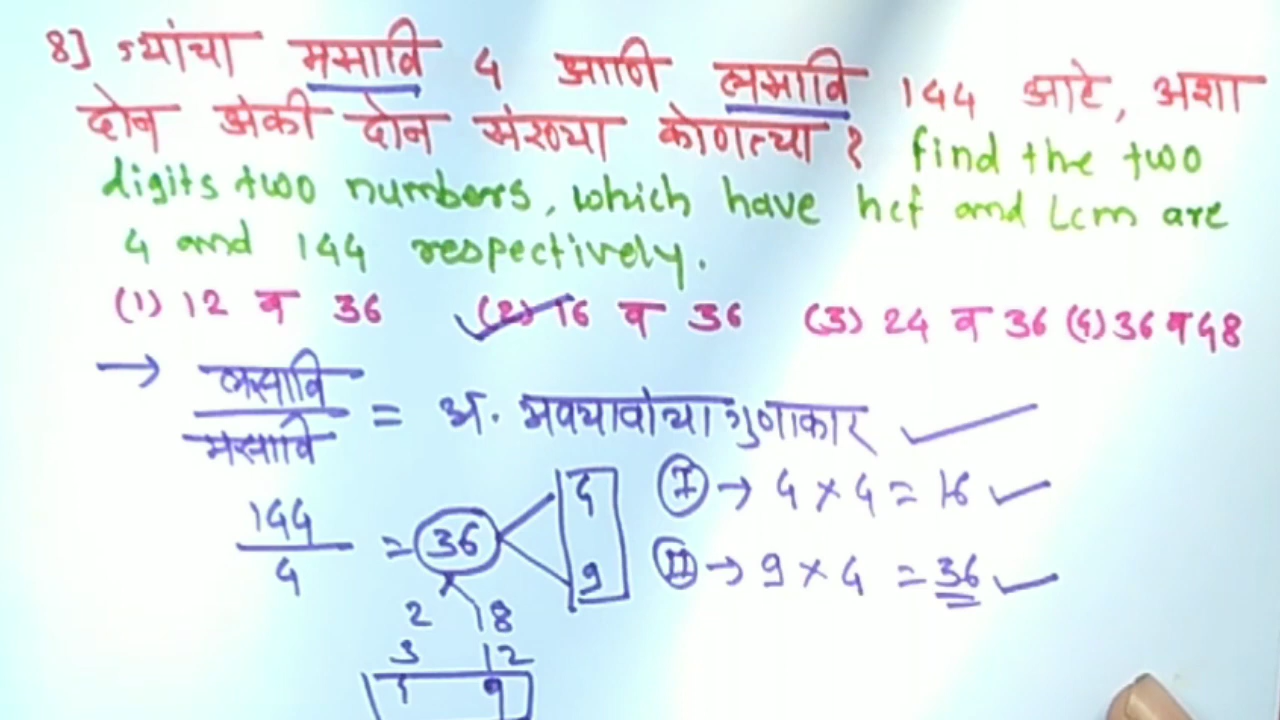 8] ज्यांचा मसावि 4 आणि लसावि 144 आहे, अशा
दोन अंकी दोन संख्या कोणत्या ? find the two
digits two numbers, which have hcf and Lcm are
4 and 144 respectively.
(1) 12 व 36 (2) 16 व 36 (3) 24 व 36 (4) 36 व 48
→ लसावि / मसावि = अ. अवयवांचा गुणाकार
144 / 4 = 36
4
9
I → 4 × 4 = 16
II → 9 × 4 = 36
2 18
3 12
4 9